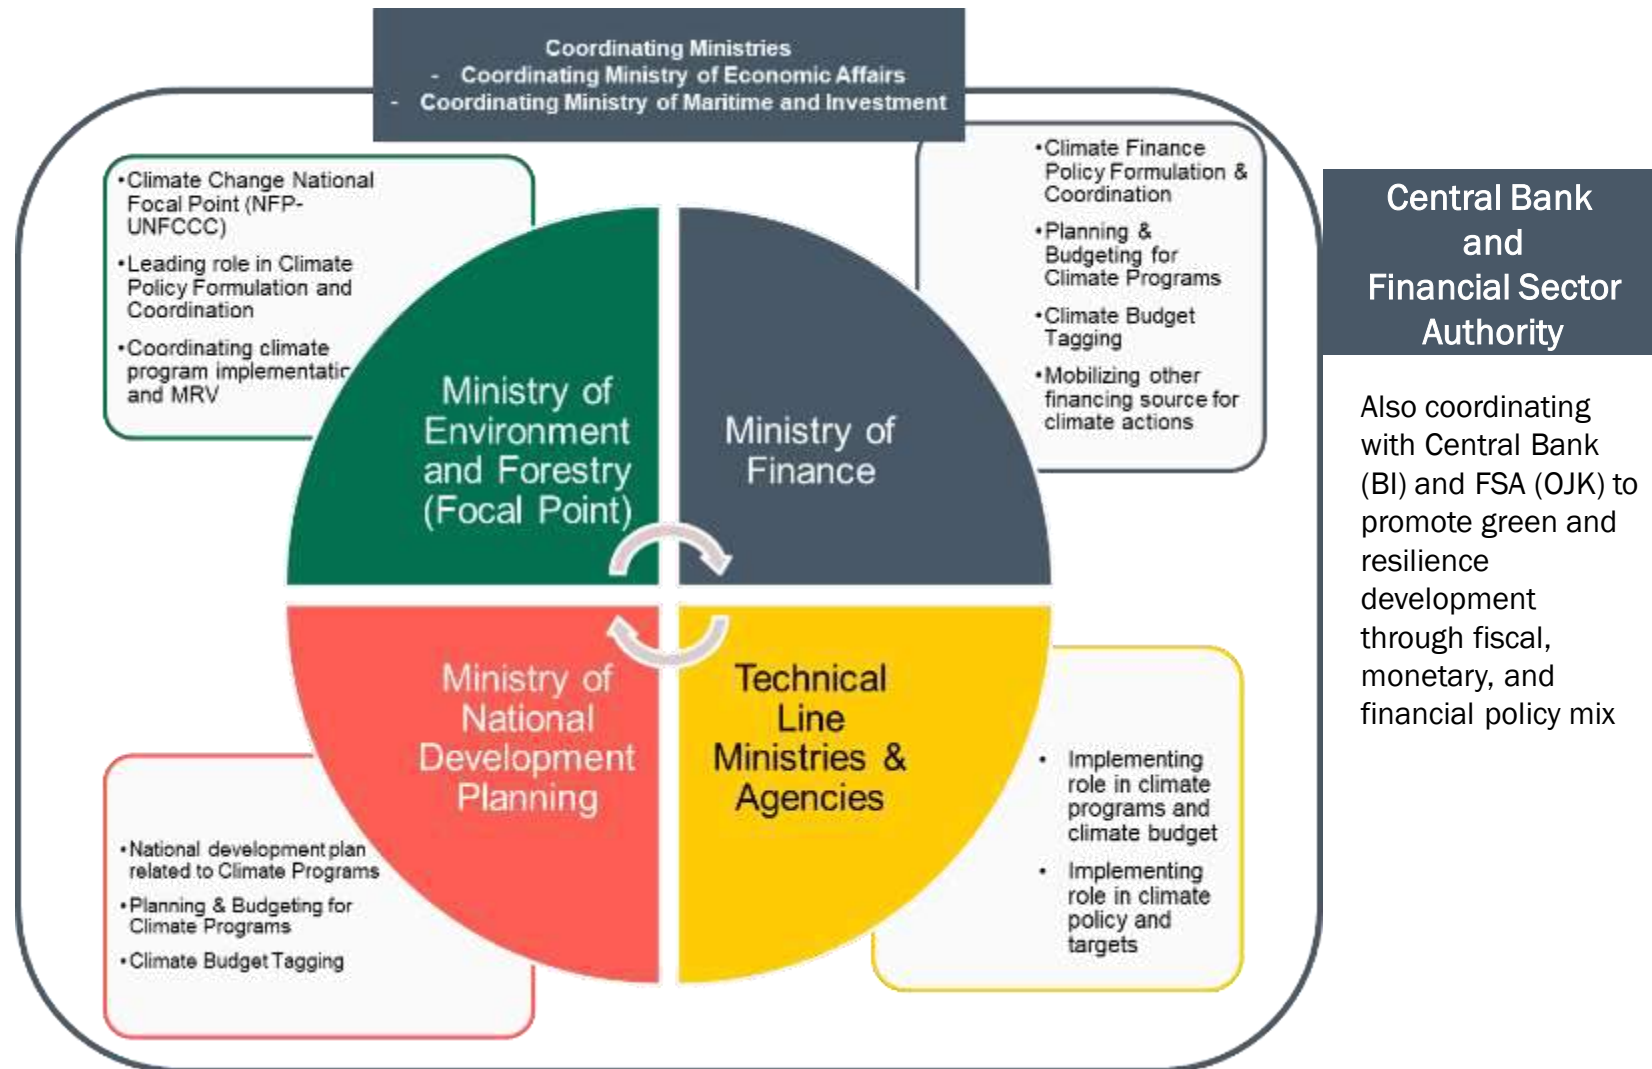 Coordinating Ministries
- Coordinating Ministry of Economic Affairs
- Coordinating Ministry of Maritime and Investment
•Climate Change National
Focal Point (NFP-
UNFCCC)
•Leading role in Climate
Policy Formulation and
Coordination
•Coordinating climate
program implementatic
and MRV
•Climate Finance
Policy Formulation &
Coordination
•Planning &
Budgeting for
Climate Programs
•Climate Budget
Tagging
•Mobilizing other
financing source for
climate actions
Ministry of
Environment
and Forestry
(Focal Point)
Ministry of
Finance
Ministry of
National
Development
Planning
Technical
Line
Ministries &
Agencies
•National development plan
related to Climate Programs
•Planning & Budgeting for
Climate Programs
•Climate Budget Tagging
• Implementing
role in climate
programs and
climate budget
• Implementing
role in climate
policy and
targets
Central Bank
and
Financial Sector
Authority
Also coordinating
with Central Bank
(BI) and FSA (OJK) to
promote green and
resilience
development
through fiscal,
monetary, and
financial policy mix